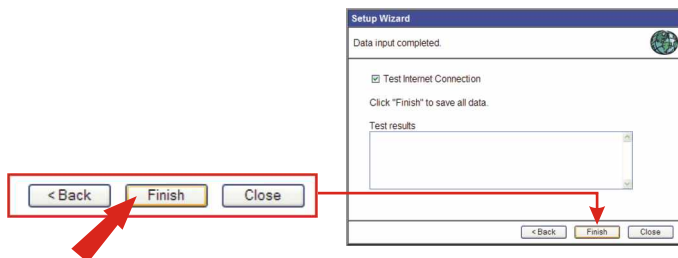 Setup Wizard
Data input completed.
Test Internet Connection
Click "Finish" to save all data.
Test results
< Back Finish Close
< Back Finish Close